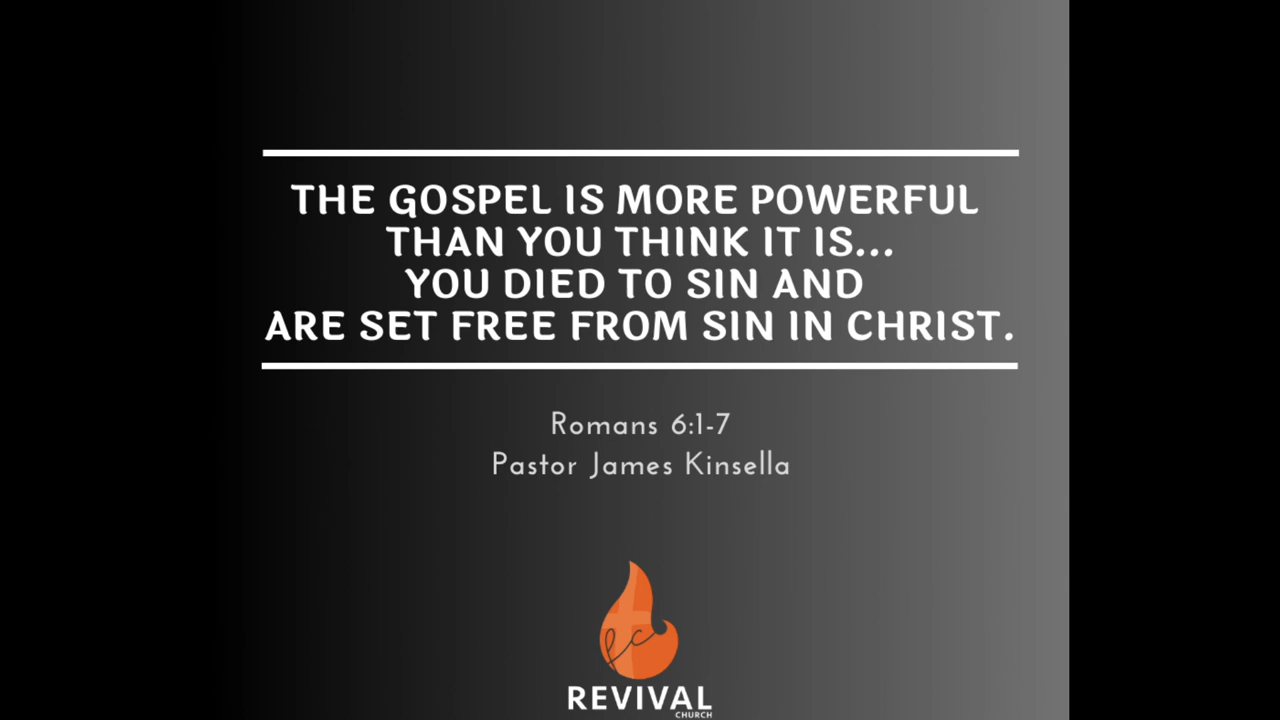 THE GOSPEL IS MORE POWERFUL
THAN YOU THINK IT IS...
YOU DIED TO SIN AND
ARE SET FREE FROM SIN IN CHRIST.
Romans 6:1-7
Pastor James Kinsella
rc
REVIVAL
CHURCH